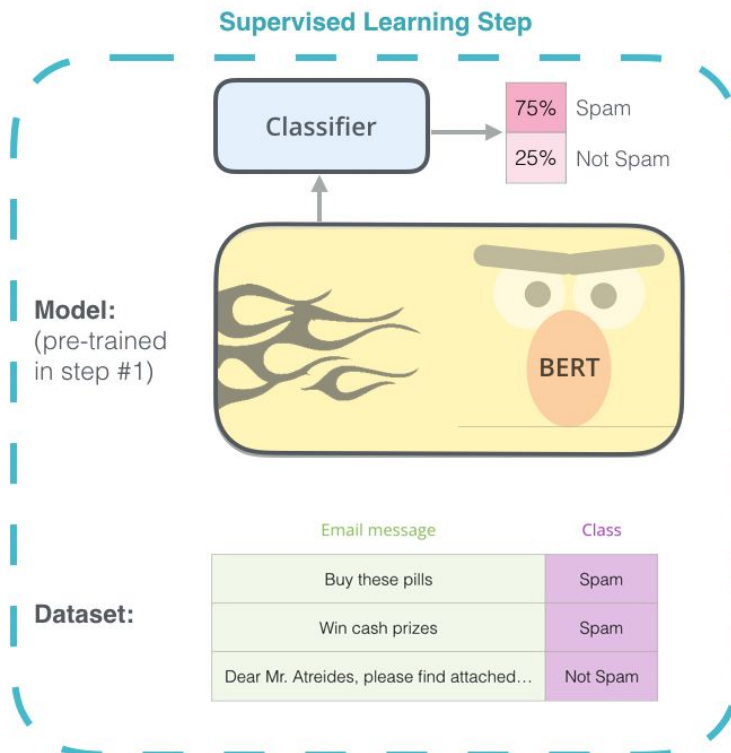 Supervised Learning Step
Classifier
75% Spam
25% Not Spam
Model:
(pre-trained
in step #1)
BERT
Email message Class
Dataset:
Buy these pills Spam
Win cash prizes Spam
Dear Mr. Atreides, please find attached… Not Spam